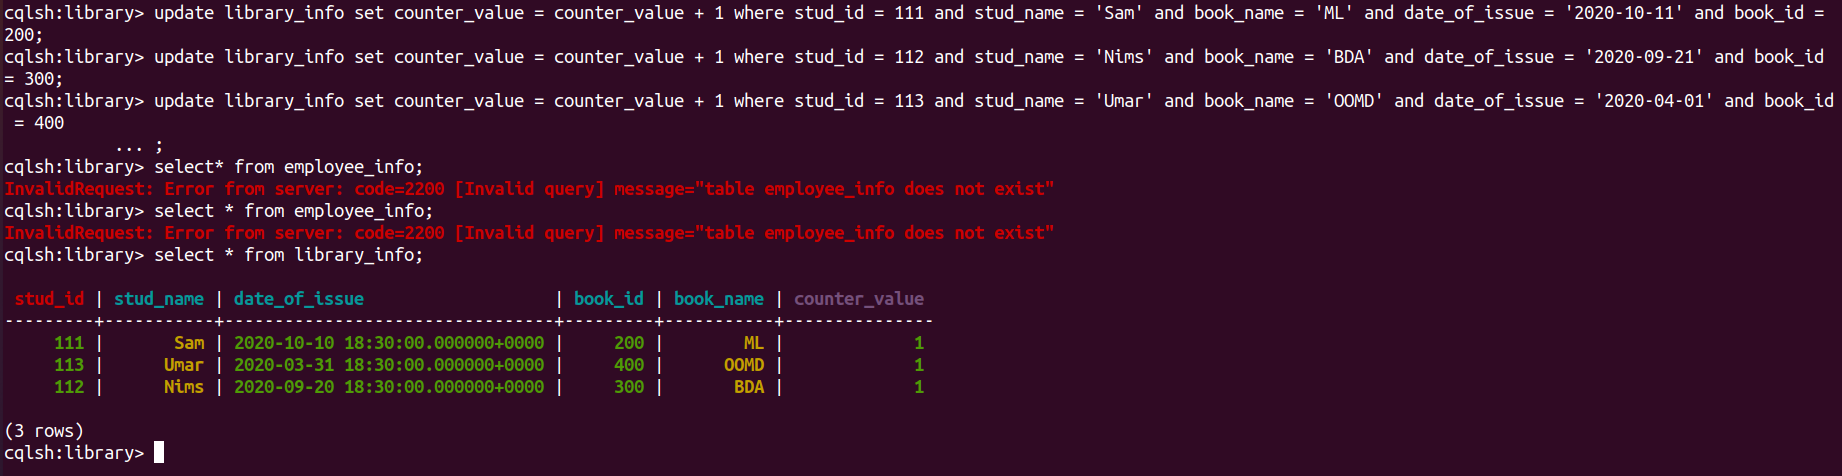 cqlsh:library> update library_info set counter_value = counter_value + 1 where stud_id = 111 and stud_name = 'Sam' and book_name = 'ML' and date_of_issue = '2020-10-11' and book_id =
200;
cqlsh:library> update library_info set counter_value = counter_value + 1 where stud_id = 112 and stud_name = 'Nims' and book_name = 'BDA' and date_of_issue = '2020-09-21' and book_id
= 300;
cqlsh:library> update library_info set counter_value = counter_value + 1 where stud_id = 113 and stud_name = 'Umar' and book_name = 'OOMD' and date_of_issue = '2020-04-01' and book_id
 = 400
           ... ;
cqlsh:library> select* from employee_info;
InvalidRequest: Error from server: code=2200 [Invalid query] message="table employee_info does not exist"
cqlsh:library> select * from employee_info;
InvalidRequest: Error from server: code=2200 [Invalid query] message="table employee_info does not exist"
cqlsh:library> select * from library_info;
 stud_id | stud_name | date_of_issue                   | book_id | book_name | counter_value
---------+-----------+---------------------------------+---------+-----------+---------------
     111 |       Sam | 2020-10-10 18:30:00.000000+0000 |     200 |        ML |             1
     113 |      Umar | 2020-03-31 18:30:00.000000+0000 |     400 |      OOMD |             1
     112 |      Nims | 2020-09-20 18:30:00.000000+0000 |     300 |       BDA |             1
(3 rows)
cqlsh:library>